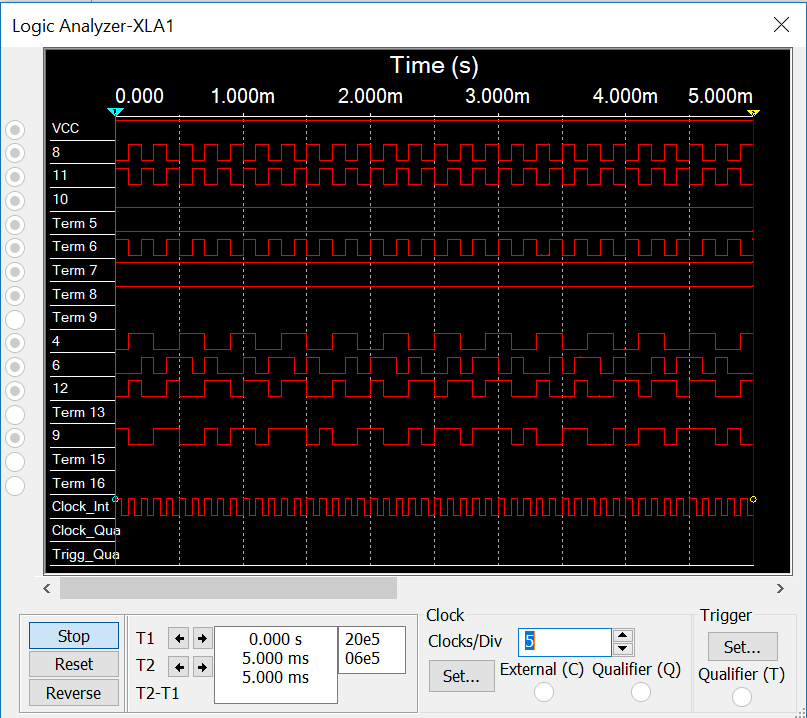 Logic Analyzer-XLA1
Time (s)
0.000 1.000m 2.000m 3.000m 4.000m 5.000m
VCC
8
11
10
Term 5
Term 6
Term 7
Term 8
Term 9
4
6
12
Term 13
9
Term 15
Term 16
Clock_Int
Clock_Qua
Trigg_Qua
Stop
Reset
Reverse
T1
T2
T2-T1
0.000 s
5.000 ms
5.000 ms
20e5
06e5
Clock
Clocks/Div 5
Set...
External (C) Qualifier (Q)
Trigger
Set...
Qualifier (T)